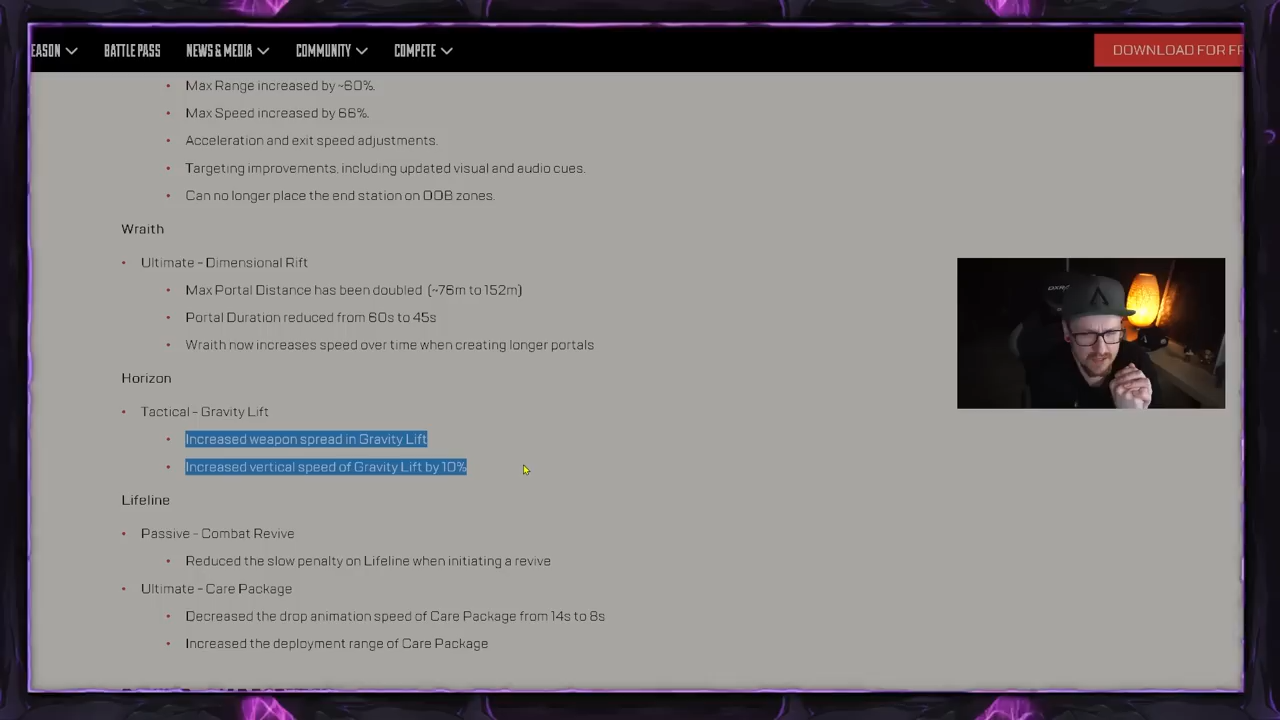 EASON BATTLE PASS NEWS & MEDIA COMMUNITY COMPETE DOWNLOAD FOR FR
• Max Range increased by ~60%.
• Max Speed increased by 66%.
• Acceleration and exit speed adjustments.
• Targeting improvements, including updated visual and audio cues.
• Can no longer place the end station on OOB zones.
Wraith
• Ultimate - Dimensional Rift
• Max Portal Distance has been doubled (~76m to 152m)
• Portal Duration reduced from 60s to 45s
• Wraith now increases speed over time when creating longer portals
Horizon
• Tactical - Gravity Lift
• Increased weapon spread in Gravity Lift
• Increased vertical speed of Gravity Lift by 10%
Lifeline
• Passive - Combat Revive
• Reduced the slow penalty on Lifeline when initiating a revive
• Ultimate - Care Package
• Decreased the drop animation speed of Care Package from 14s to 8s
• Increased the deployment range of Care Package